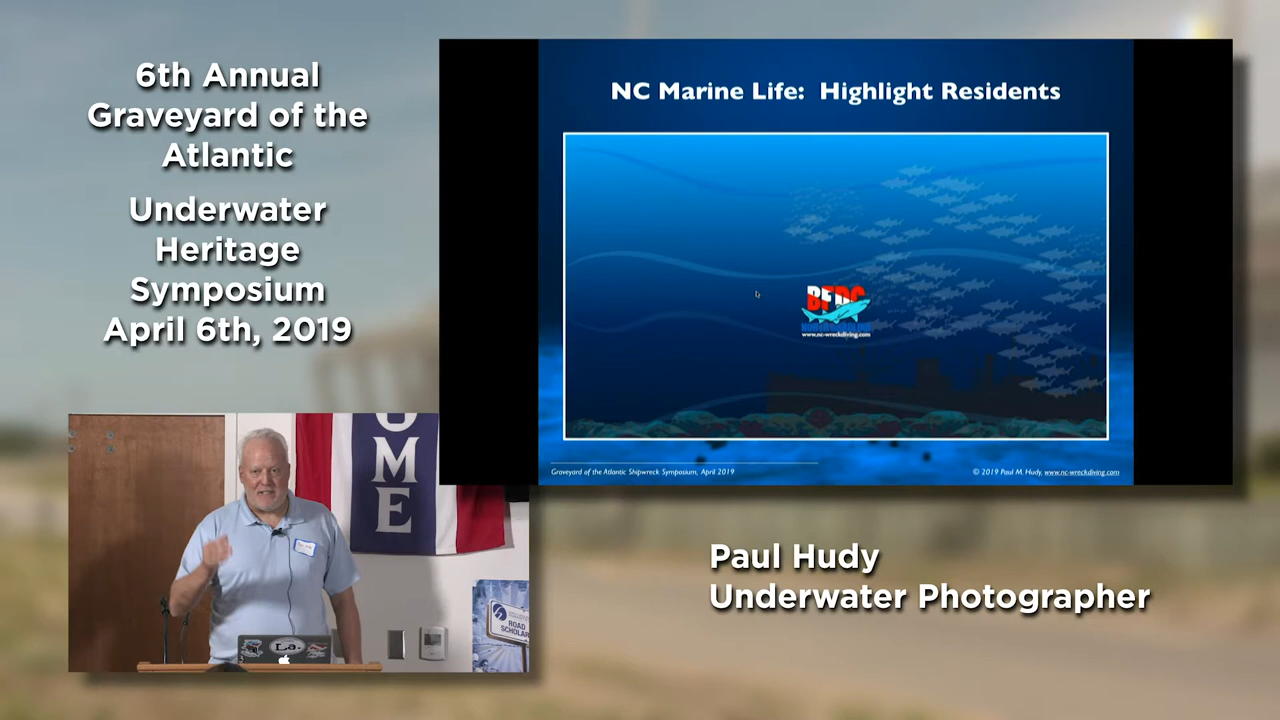 6th Annual
Graveyard of the
Atlantic
Underwater
Heritage
Symposium
April 6th, 2019
NC Marine Life: Highlight Residents
BFDC
www.nc-wreckdiving.com
Graveyard of the Atlantic Shipwreck Symposium, April 2019
© 2019 Paul M. Hudy, www.nc-wreckdiving.com
OME
La.
ROAD
SCHOLAR
Paul Hudy
Underwater Photographer